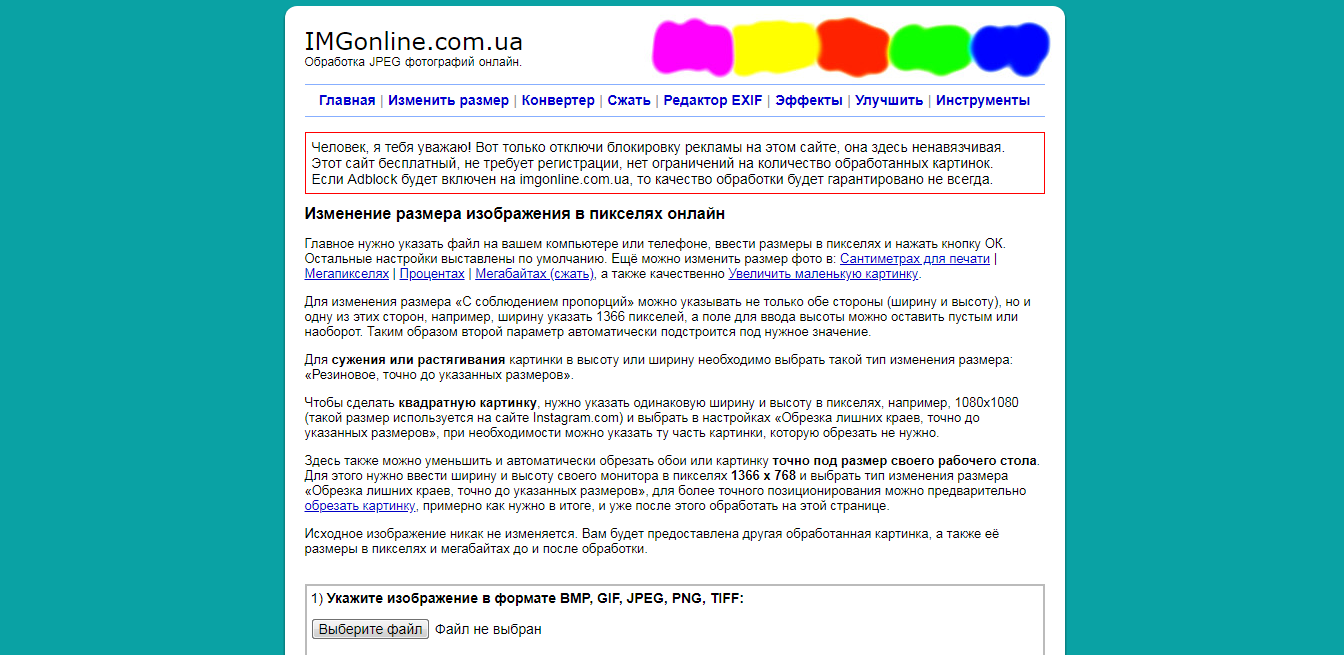 IMGonline.com.ua
Обработка JPEG фотографий онлайн.
Главная | Изменить размер | Конвертер | Сжать | Редактор EXIF | Эффекты | Улучшить | Инструменты
Человек, я тебя уважаю! Вот только отключи блокировку рекламы на этом сайте, она здесь ненавязчивая.
Этот сайт бесплатный, не требует регистрации, нет ограничений на количество обработанных картинок.
Если Adblock будет включен на imgonline.com.ua, то качество обработки будет гарантировано не всегда.
Изменение размера изображения в пикселях онлайн
Главное нужно указать файл на вашем компьютере или телефоне, ввести размеры в пикселях и нажать кнопку ОК.
Остальные настройки выставлены по умолчанию. Ещё можно изменить размер фото в: Сантиметрах для печати |
Мегапикселях | Процентах | Мегабайтах (сжать), а также качественно Увеличить маленькую картинку.
Для изменения размера «С соблюдением пропорций» можно указывать не только обе стороны (ширину и высоту), но и
одну из этих сторон, например, ширину указать 1366 пикселей, а поле для ввода высоты можно оставить пустым или
наоборот. Таким образом второй параметр автоматически подстроится под нужное значение.
Для сужения или растягивания картинки в высоту или ширину необходимо выбрать такой тип изменения размера:
«Резиновое, точно до указанных размеров».
Чтобы сделать квадратную картинку, нужно указать одинаковую ширину и высоту в пикселях, например, 1080x1080
(такой размер используется на сайте Instagram.com) и выбрать в настройках «Обрезка лишних краев, точно до
указанных размеров», при необходимости можно указать ту часть картинки, которую обрезать не нужно.
Здесь также можно уменьшить и автоматически обрезать обои или картинку точно под размер своего рабочего стола.
Для этого нужно ввести ширину и высоту своего монитора в пикселях 1366 x 768 и выбрать тип изменения размера
«Обрезка лишних краев, точно до указанных размеров», для более точного позиционирования можно предварительно
обрезать картинку, примерно как нужно в итоге, и уже после этого обработать на этой странице.
Исходное изображение никак не изменяется. Вам будет предоставлена другая обработанная картинка, а также её
размеры в пикселях и мегабайтах до и после обработки.
1) Укажите изображение в формате BMP, GIF, JPEG, PNG, TIFF:
Выберите файл Файл не выбран